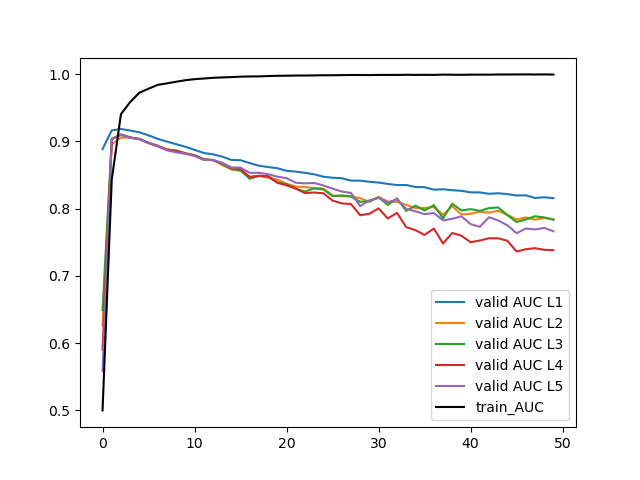 1.0
0.9
0.8
0.7
0.6
0.5
0
10
20
30
40
50
valid AUC L1
valid AUC L2
valid AUC L3
valid AUC L4
valid AUC L5
train_AUC